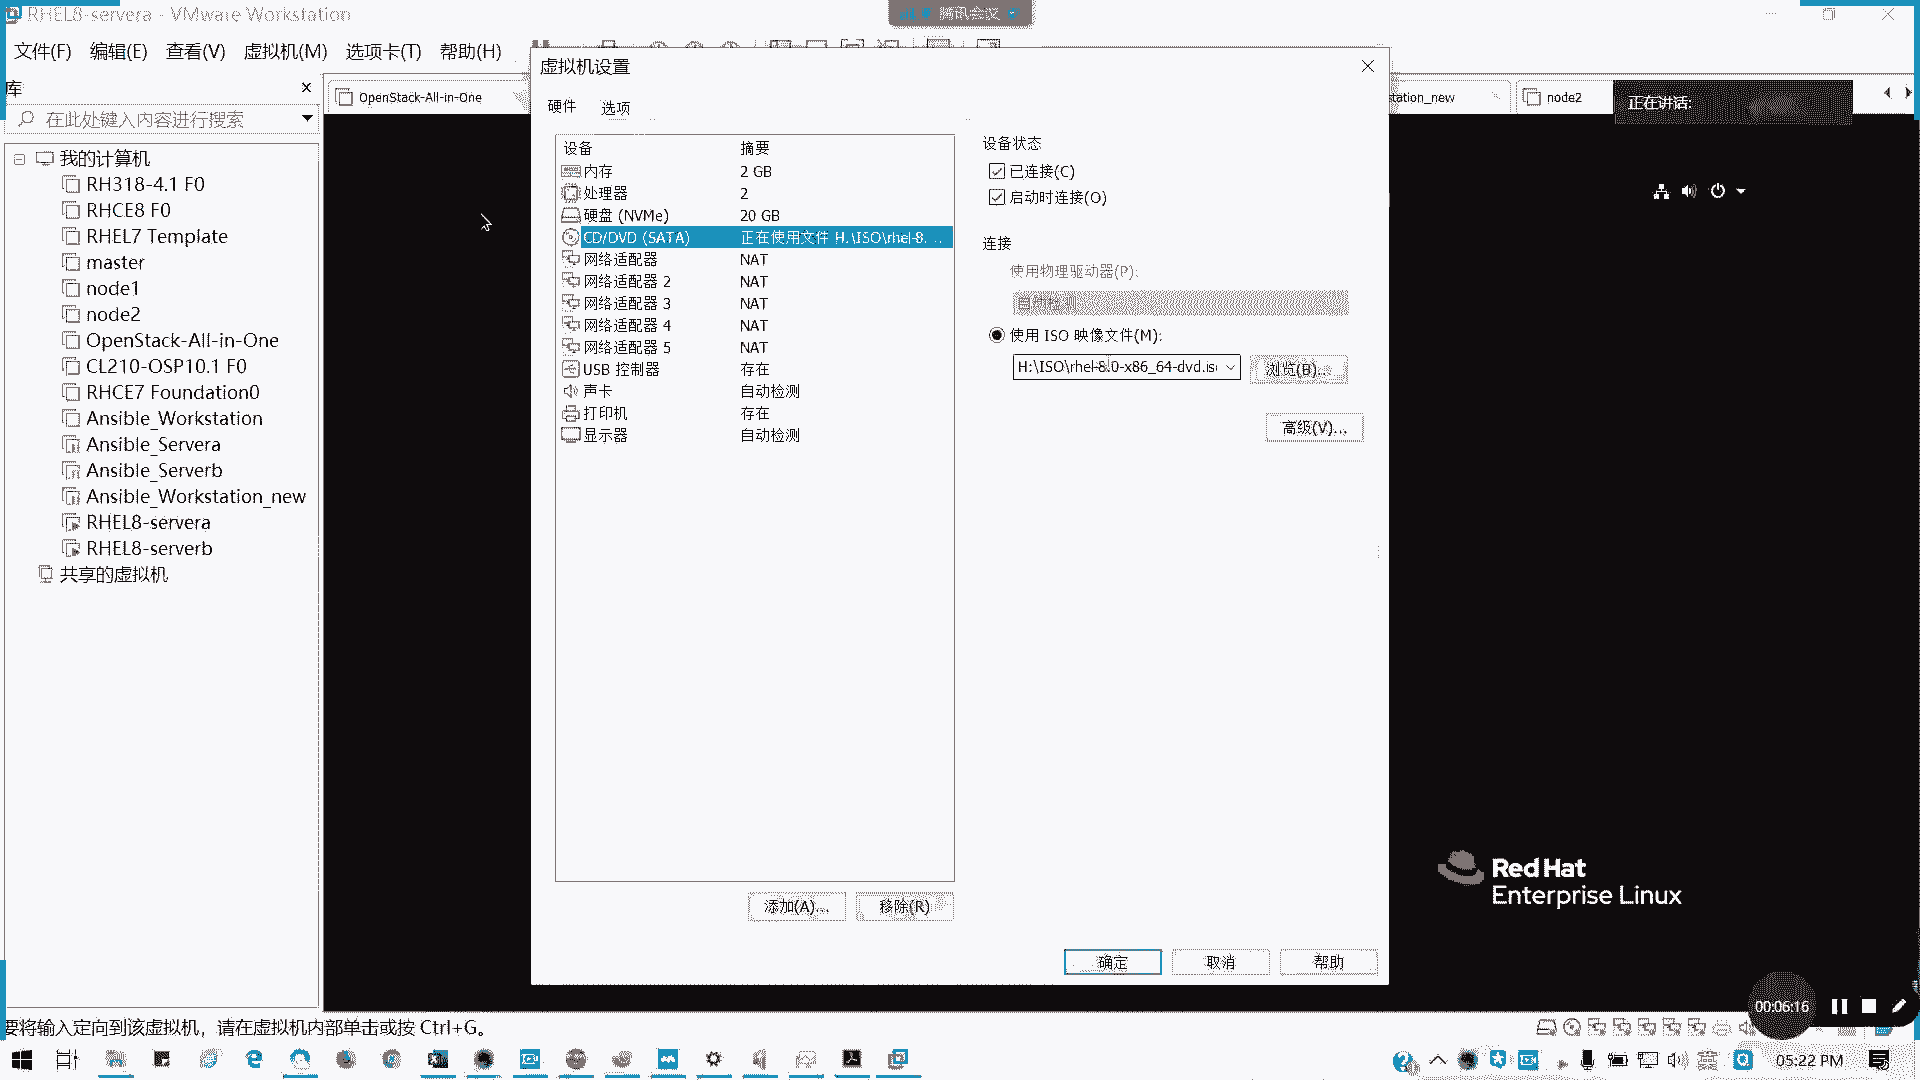 RHEL8-servera - VMware Workstation
腾讯会议
文件(F) 编辑(E) 查看(V) 虚拟机(M) 选项卡(T) 帮助(H)
库
在此处键入内容进行搜索
我的计算机
RH318-4.1 F0
RHCE8 F0
RHEL7 Template
master
node1
node2
OpenStack-All-in-One
CL210-OSP10.1 F0
RHCE7 Foundation0
Ansible_Workstation
Ansible_Servera
Ansible_Serverb
Ansible_Workstation_new
RHEL8-servera
RHEL8-serverb
共享的虚拟机
OpenStack-All-in-One
tation_new
node2
正在讲话:
虚拟机设置
硬件 选项
设备 摘要
内存 2 GB
处理器 2
硬盘 (NVMe) 20 GB
CD/DVD (SATA) 正在使用文件 H:\ISO\rhel-8. ...
网络适配器 NAT
网络适配器 2 NAT
网络适配器 3 NAT
网络适配器 4 NAT
网络适配器 5 NAT
USB 控制器 存在
声卡 自动检测
打印机 存在
显示器 自动检测
添加(A)... 移除(R)
设备状态
已连接(C)
启动时连接(O)
连接
使用物理驱动器(P):
自动检测
使用 ISO 映像文件(M):
H:\ISO\rhel-8.0-x86_64-dvd.is
浏览(B)...
高级(V)...
确定 取消 帮助
Red Hat
Enterprise Linux
00:06:16
要将输入定向到该虚拟机，请在虚拟机内部单击或按 Ctrl+G。
05:22 PM